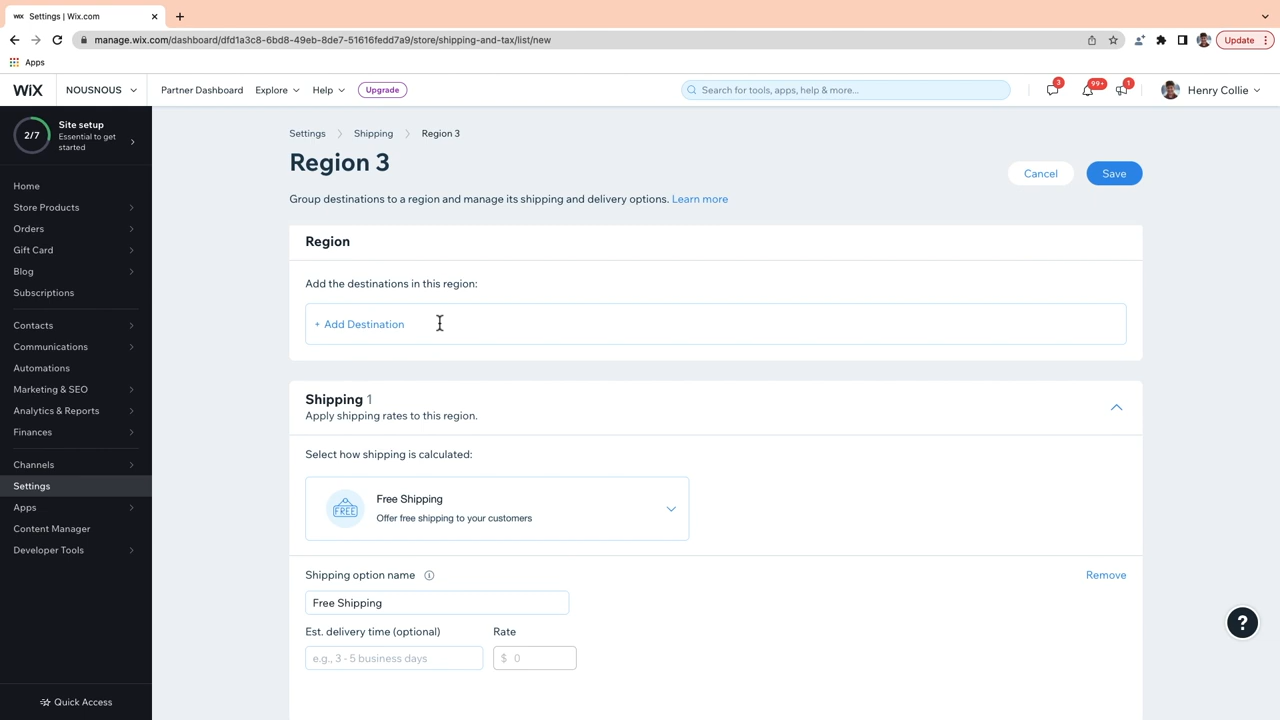 Settings | Wix.com
manage.wix.com/dashboard/dfd1a3c8-6bd8-49eb-8de7-51616fedd7a9/store/shipping-and-tax/list/new
Update
Apps
WiX
NOUSNOUS
Partner Dashboard
Explore
Help
Upgrade
Search for tools, apps, help & more...
3
99+
1
Henry Collie
2/7
Site setup
Essential to get
started
Home
Store Products
Orders
Gift Card
Blog
Subscriptions
Contacts
Communications
Automations
Marketing & SEO
Analytics & Reports
Finances
Channels
Settings
Apps
Content Manager
Developer Tools
Quick Access
Settings > Shipping > Region 3
Region 3
Cancel
Save
Group destinations to a region and manage its shipping and delivery options. Learn more
Region
Add the destinations in this region:
+ Add Destination
Shipping 1
Apply shipping rates to this region.
Select how shipping is calculated:
FREE
Free Shipping
Offer free shipping to your customers
Shipping option name
Remove
Free Shipping
Est. delivery time (optional)
Rate
e.g., 3 - 5 business days
$ 0
?